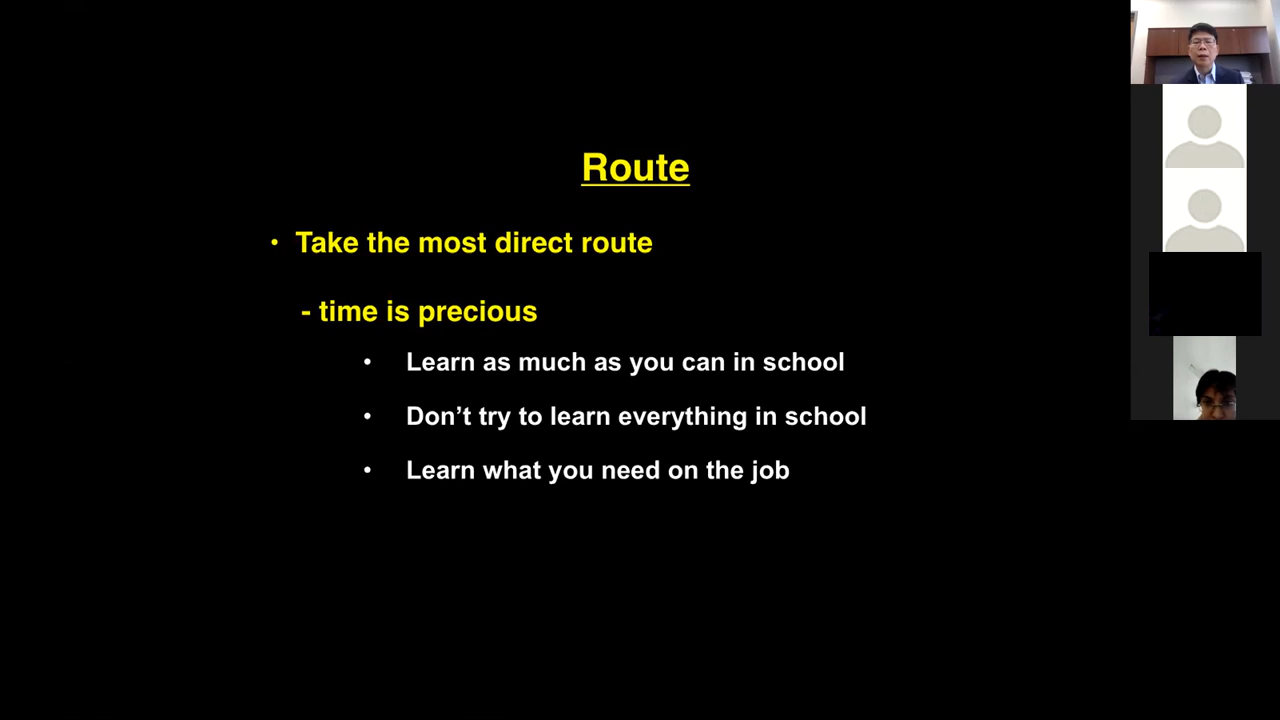 Route
• Take the most direct route
- time is precious
• Learn as much as you can in school
• Don’t try to learn everything in school
• Learn what you need on the job